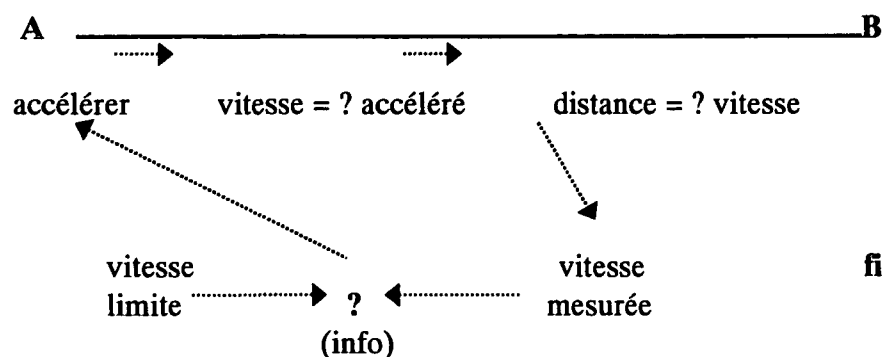 A B
accélérer vitesse = ? accéléré distance = ? vitesse
vitesse vitesse fi
limite ? mesurée
(info)